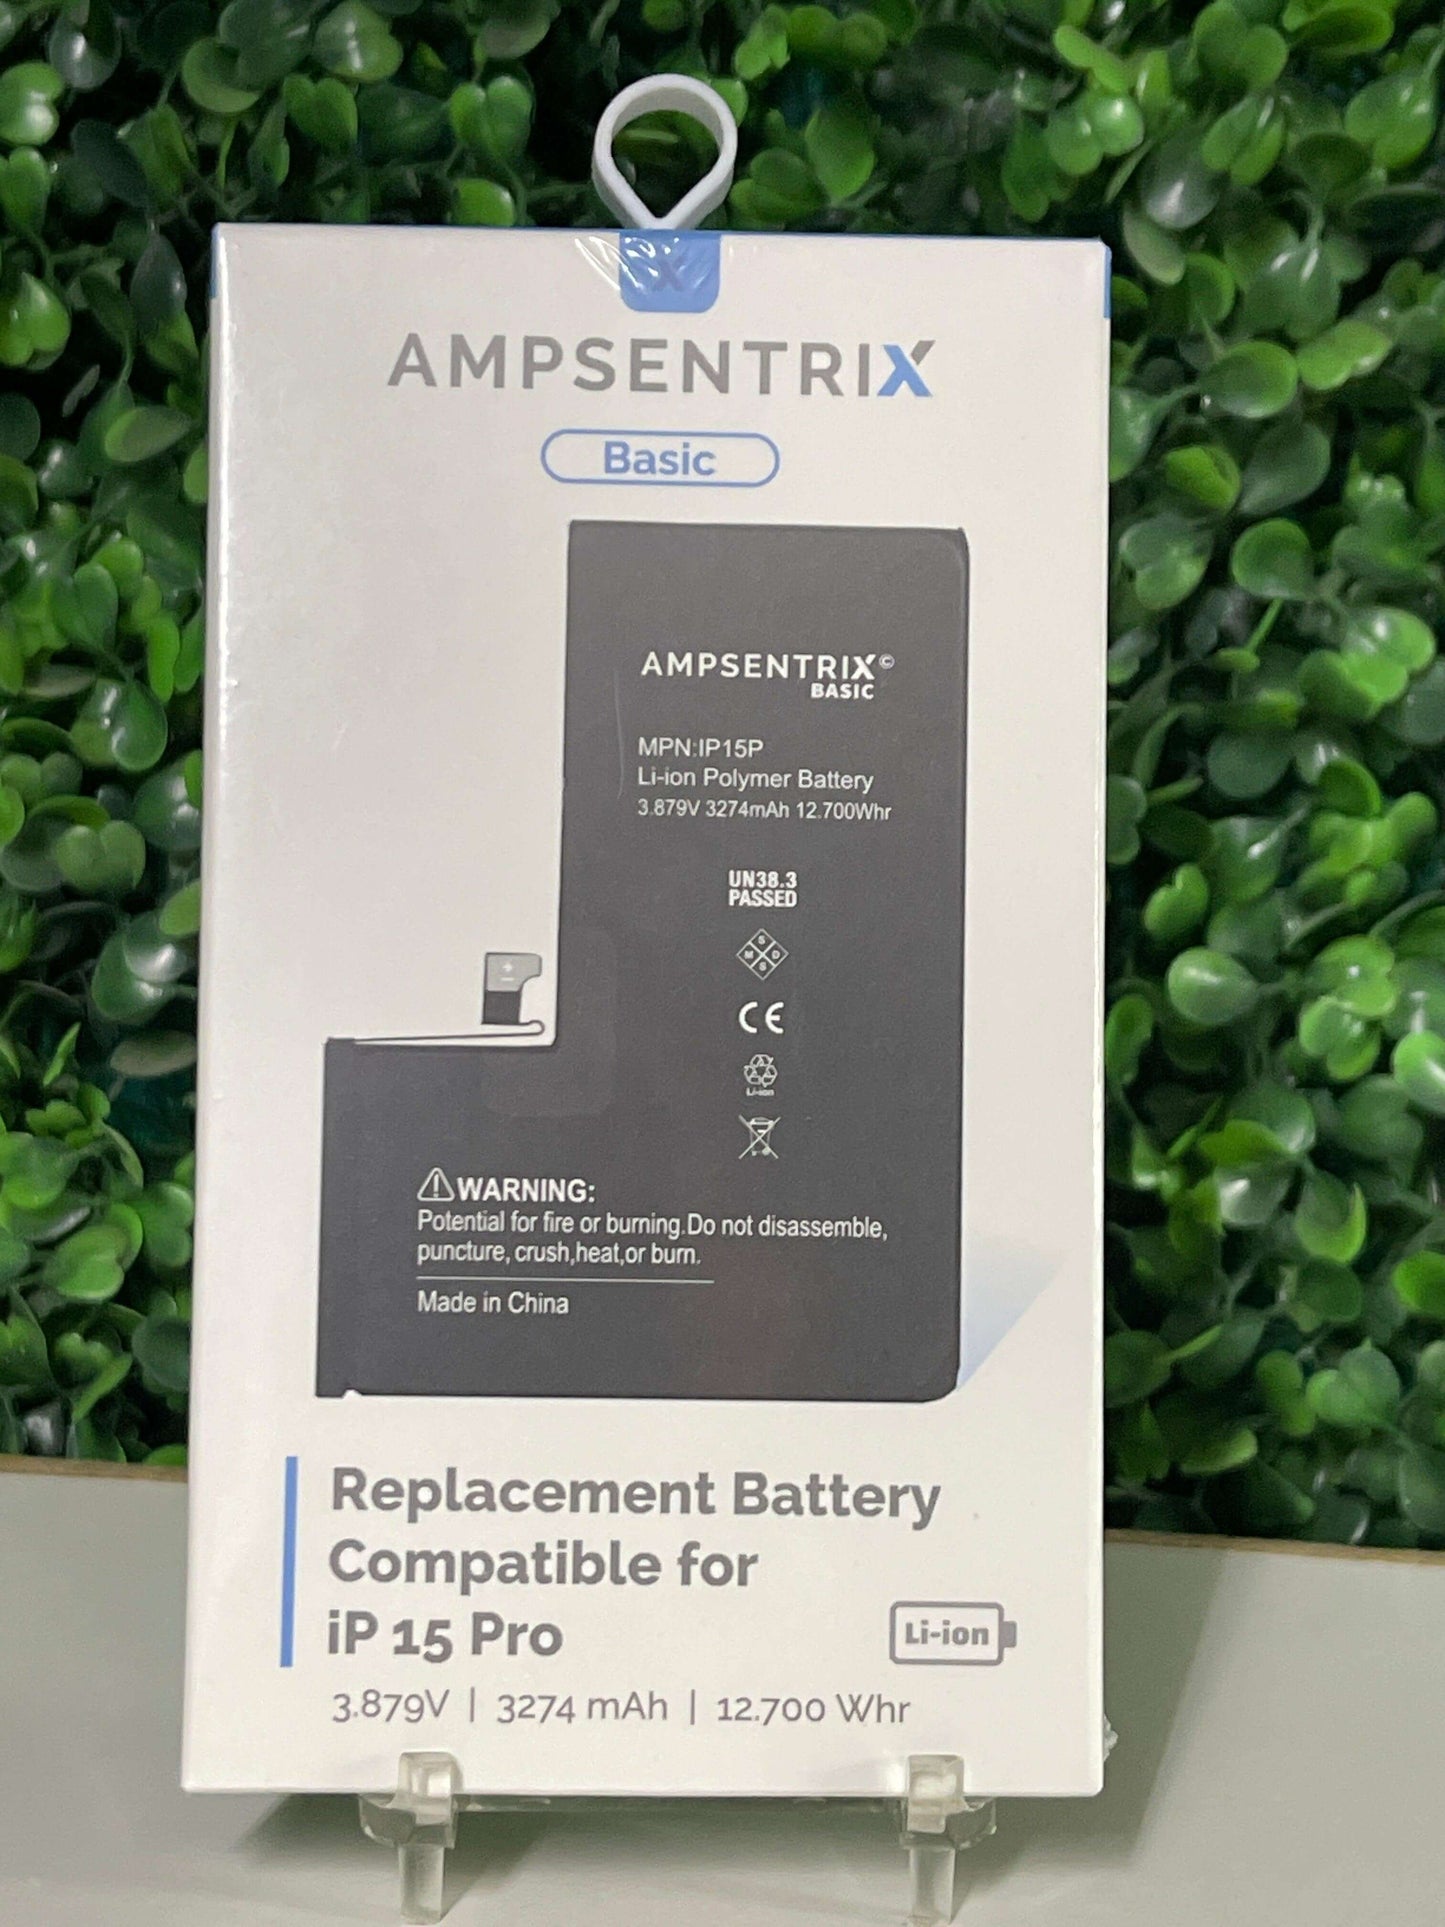 X
AMPSENTRIX
Basic
AMPSENTRIX©
BASIC
MPN:IP15P
Li-ion Polymer Battery
3.879V 3274mAh 12.700Whr
UN38.3
PASSED
S
M D
S
CE
Li-ion
+
−
WARNING:
Potential for fire or burning.Do not disassemble,
puncture, crush,heat,or burn.
Made in China
Replacement Battery
Compatible for
iP 15 Pro
Li-ion
3.879V | 3274 mAh | 12.700 Whr